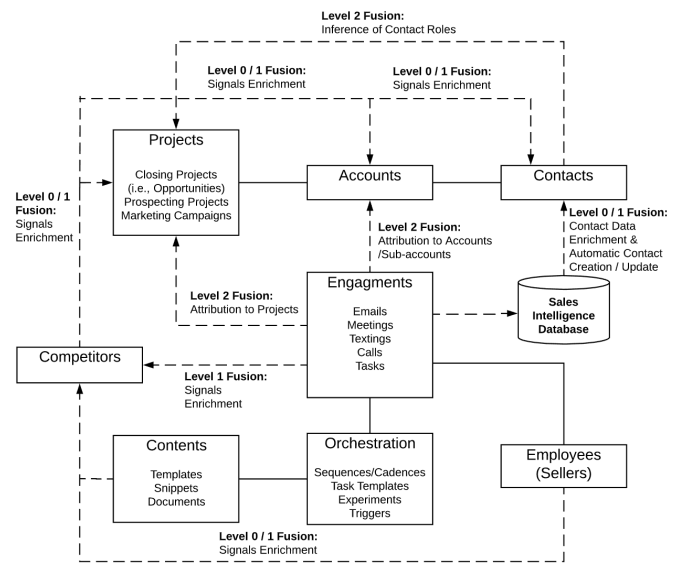 Level 2 Fusion:
Inference of Contact Roles
Level 0 / 1 Fusion:
Signals Enrichment
Level 0 / 1 Fusion:
Signals Enrichment
Projects
Closing Projects
(i.e., Opportunities)
Prospecting Projects
Marketing Campaigns
Accounts
Contacts
Level 0 / 1
Fusion:
Signals
Enrichment
Level 2 Fusion:
Attribution to Accounts
/Sub-accounts
Level 0 / 1 Fusion:
Contact Data
Enrichment &
Automatic Contact
Creation / Update
Engagments
Emails
Meetings
Textings
Calls
Tasks
Level 2 Fusion:
Attribution to Projects
Sales
Intelligence
Database
Competitors
Level 1 Fusion:
Signals
Enrichment
Contents
Templates
Snippets
Documents
Orchestration
Sequences/Cadences
Task Templates
Experiments
Triggers
Employees
(Sellers)
Level 0 / 1 Fusion:
Signals Enrichment